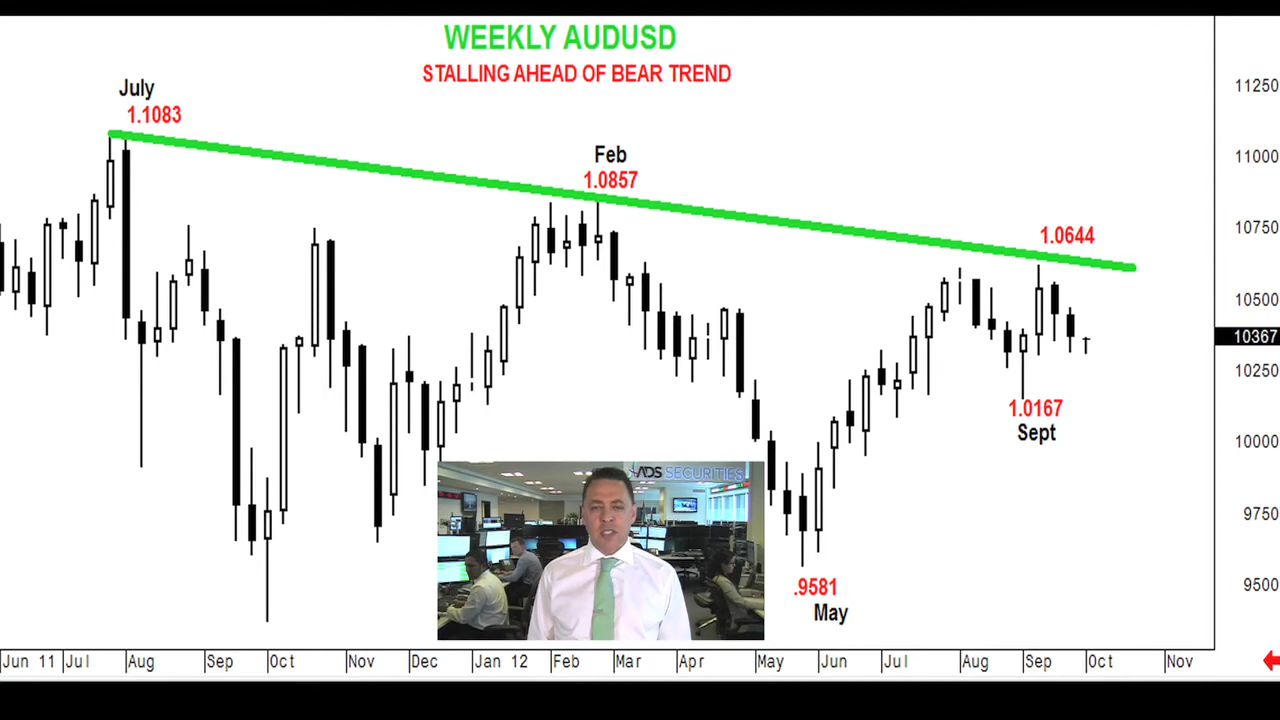 WEEKLY AUDUSD
STALLING AHEAD OF BEAR TREND
July
1.1083
Feb
1.0857
1.0644
1.0167
Sept
.9581
May
ADS SECURITIES
11250
11000
10750
10500
10367
10250
10000
9750
9500
Jun 11 Jul Aug Sep Oct Nov Dec Jan 12 Feb Mar Apr May Jun Jul Aug Sep Oct Nov